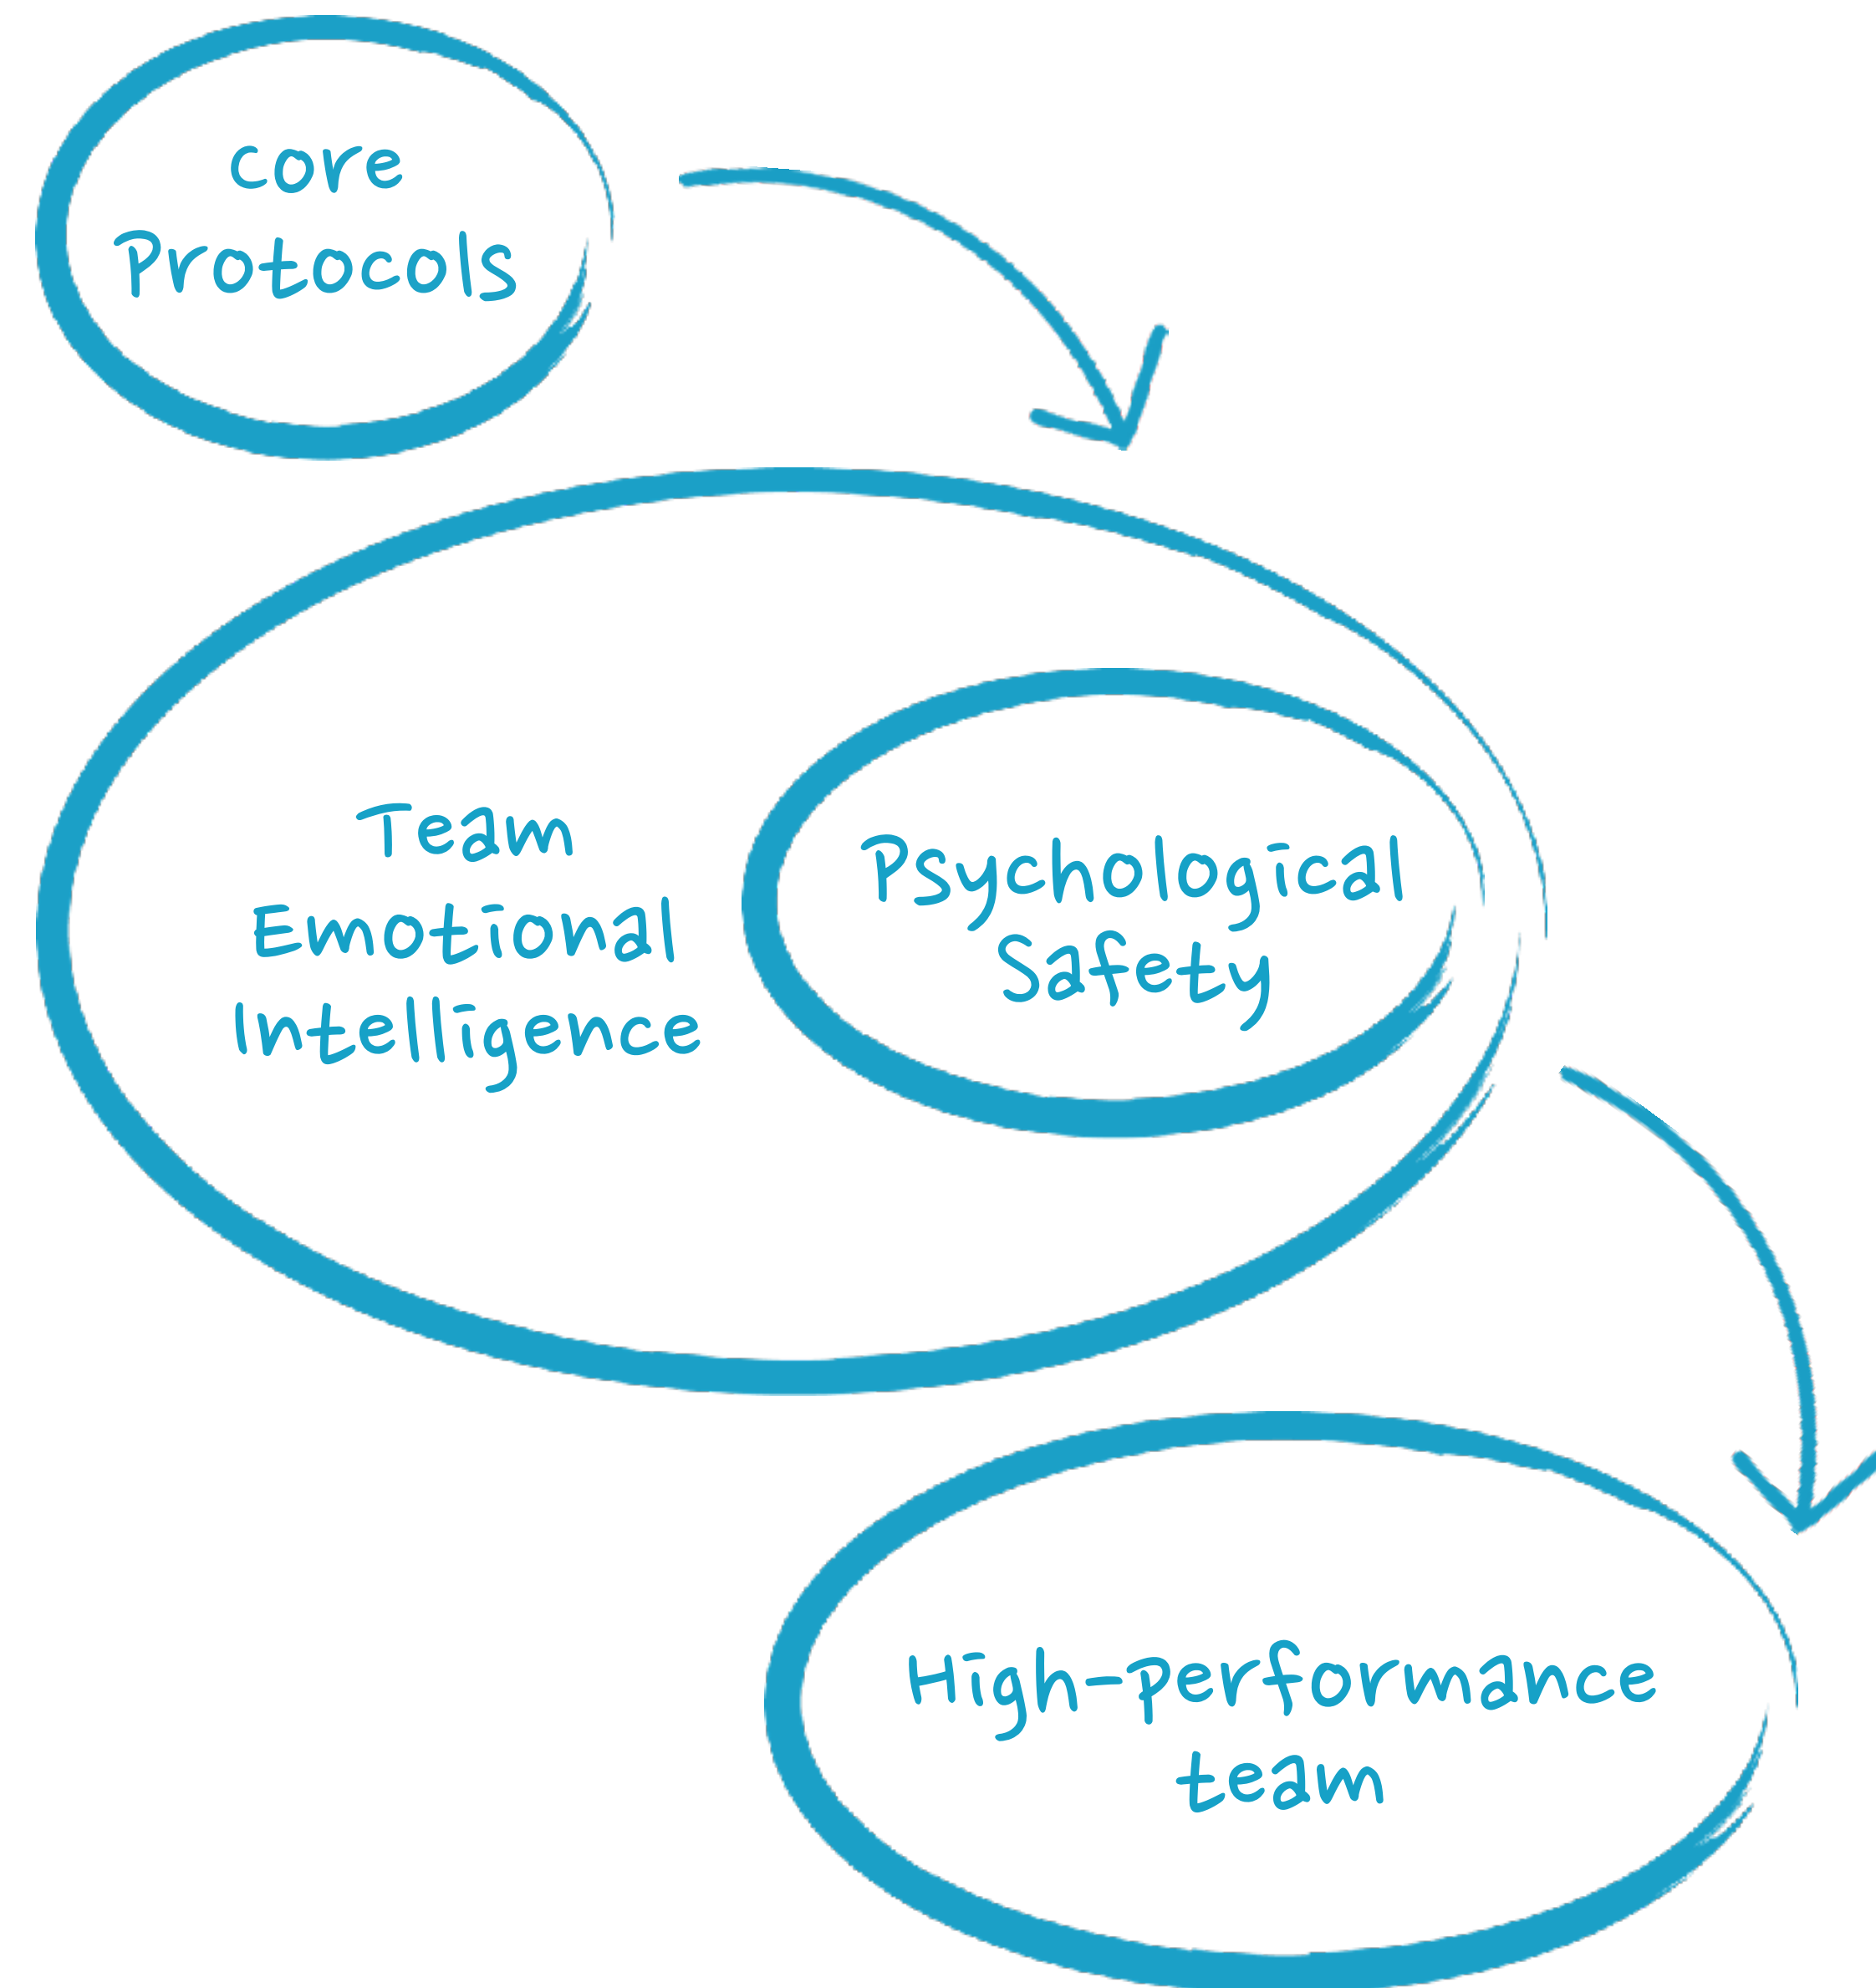 core
Protocols
Team
Emotional
Intelligence
Psychological
Safety
High-performance
team